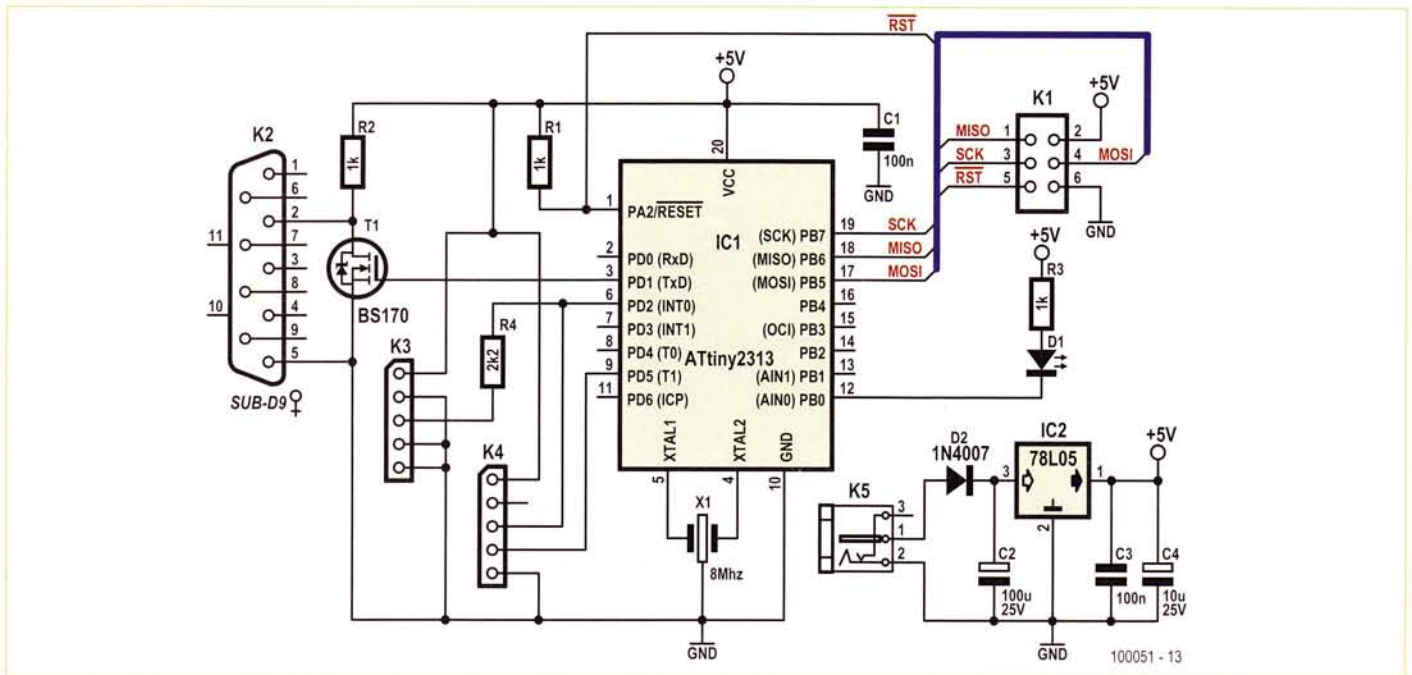 RST
+5V
K2
R2
1k
R1
1k
C1
100n
GND
K1
+5V
MISO 1 2
SCK 3 4 MOSI
RST 5 6
GND
1
6
2
7
3
8
4
9
5
11
10
SUB-D9
T1
BS170
20
VCC
IC1
ATtiny2313
1 PA2/RESET
2 PD0 (RxD)
3 PD1 (TxD)
6 PD2 (INT0)
7 PD3 (INT1)
8 PD4 (T0)
9 PD5 (T1)
11 PD6 (ICP)
(SCK) PB7 19 SCK
(MISO) PB6 18 MISO
(MOSI) PB5 17 MOSI
PB4 16
(OCI) PB3 15
PB2 14
(AIN1) PB1 13
(AIN0) PB0 12
XTAL1
XTAL2
GND
5
4
10
+5V
R3
1k
D1
K3
R4
2k2
K4
X1
8Mhz
GND
K5
3
1
2
D2
1N4007
IC2
78L05
3
1
2
+5V
C2
100u
25V
C3
100n
C4
10u
25V
GND
100051 - 13